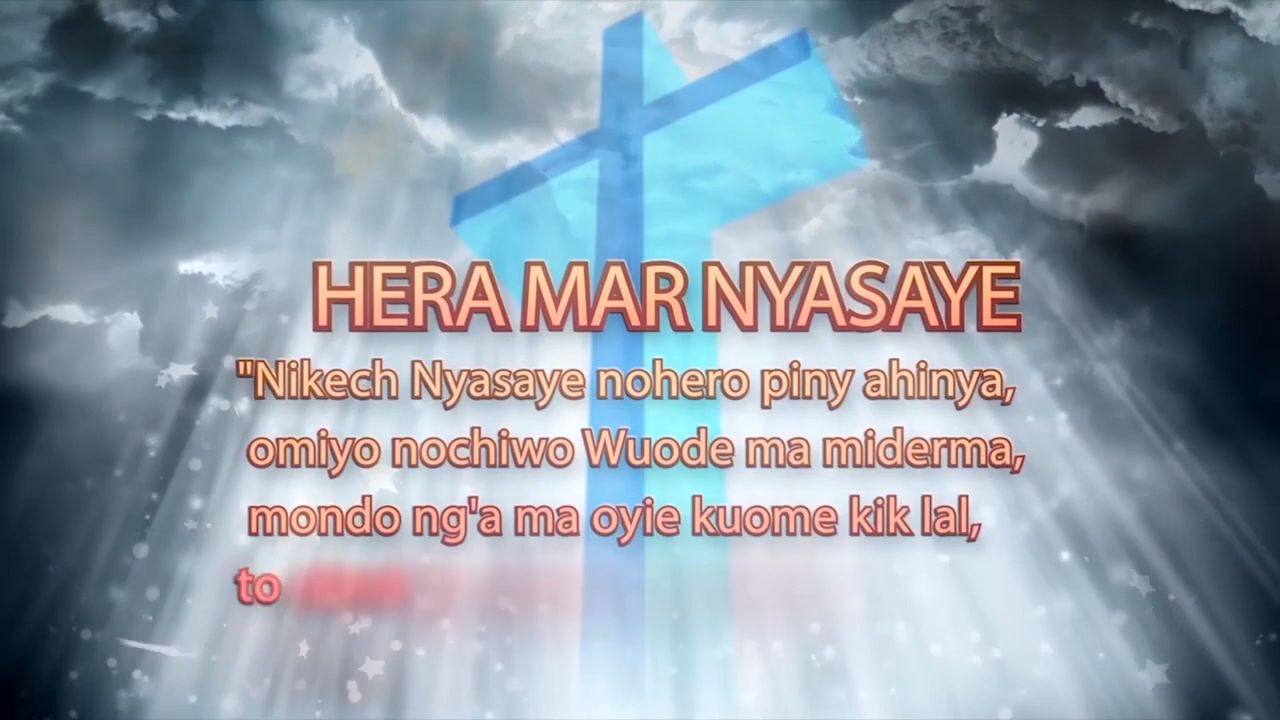 HERA MAR NYASAYE
"Nikech Nyasaye nohero piny ahinya,
omiyo nochiwo Wuode ma miderma,
mondo ng'a ma oyie kuome kik lal,
to